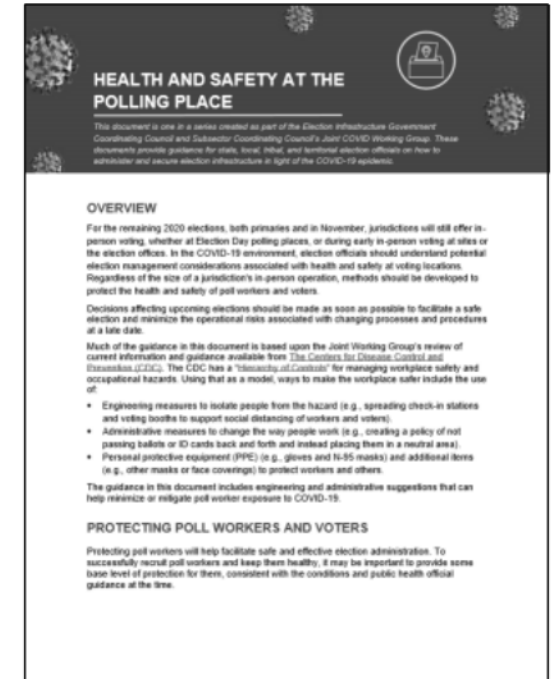 HEALTH AND SAFETY AT THE
POLLING PLACE
This document is one in a series created as part of the Election Infrastructure Government
Coordinating Council and Subsector Coordinating Council's Joint COVID Working Group. These
documents provide guidance for state, local, tribal, and territorial election officials on how to
administer and secure election infrastructure in light of the COVID-19 epidemic.
OVERVIEW
For the remaining 2020 elections, both primaries and in November, jurisdictions will still offer in-
person voting, whether at Election Day polling places, or during early in-person voting at sites or
the election offices. In the COVID-19 environment, election officials should understand potential
election management considerations associated with health and safety at voting locations.
Regardless of the size of a jurisdiction's in-person operation, methods should be developed to
protect the health and safety of poll workers and voters.
Decisions affecting upcoming elections should be made as soon as possible to facilitate a safe
election and minimize the operational risks associated with changing processes and procedures
at a late date.
Much of the guidance in this document is based upon the Joint Working Group's review of
current information and guidance available from The Centers for Disease Control and
Prevention (CDC). The CDC has a "Hierarchy of Controls" for managing workplace safety and
occupational hazards. Using that as a model, ways to make the workplace safer include the use
of:
• Engineering measures to isolate people from the hazard (e.g., spreading check-in stations
and voting booths to support social distancing of workers and voters).
• Administrative measures to change the way people work (e.g., creating a policy of not
passing ballots or ID cards back and forth and instead placing them in a neutral area).
• Personal protective equipment (PPE) (e.g., gloves and N-95 masks) and additional items
(e.g., other masks or face coverings) to protect workers and others.
The guidance in this document includes engineering and administrative suggestions that can
help minimize or mitigate poll worker exposure to COVID-19.
PROTECTING POLL WORKERS AND VOTERS
Protecting poll workers will help facilitate safe and effective election administration. To
successfully recruit poll workers and keep them healthy, it may be important to provide some
base level of protection for them, consistent with the conditions and public health official
guidance at the time.